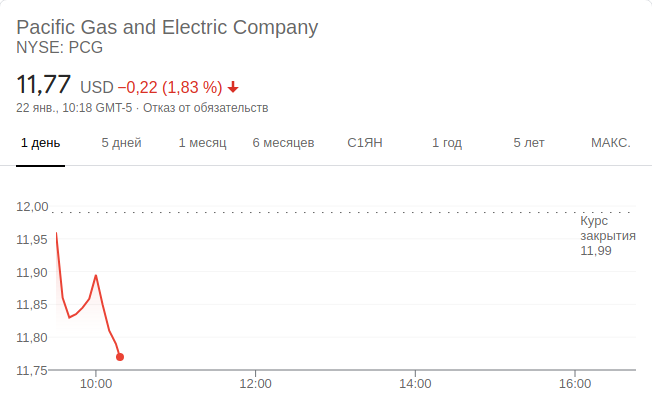 Pacific Gas and Electric Company
NYSE: PCG
11,77 USD −0,22 (1,83 %)
22 янв., 10:18 GMT-5 · Отказ от обязательств
1 день 5 дней 1 месяц 6 месяцев С1ЯН 1 год 5 лет МАКС.
12,00
Курс
закрытия
11,99
11,95
11,90
11,85
11,80
11,75
10:00 12:00 14:00 16:00